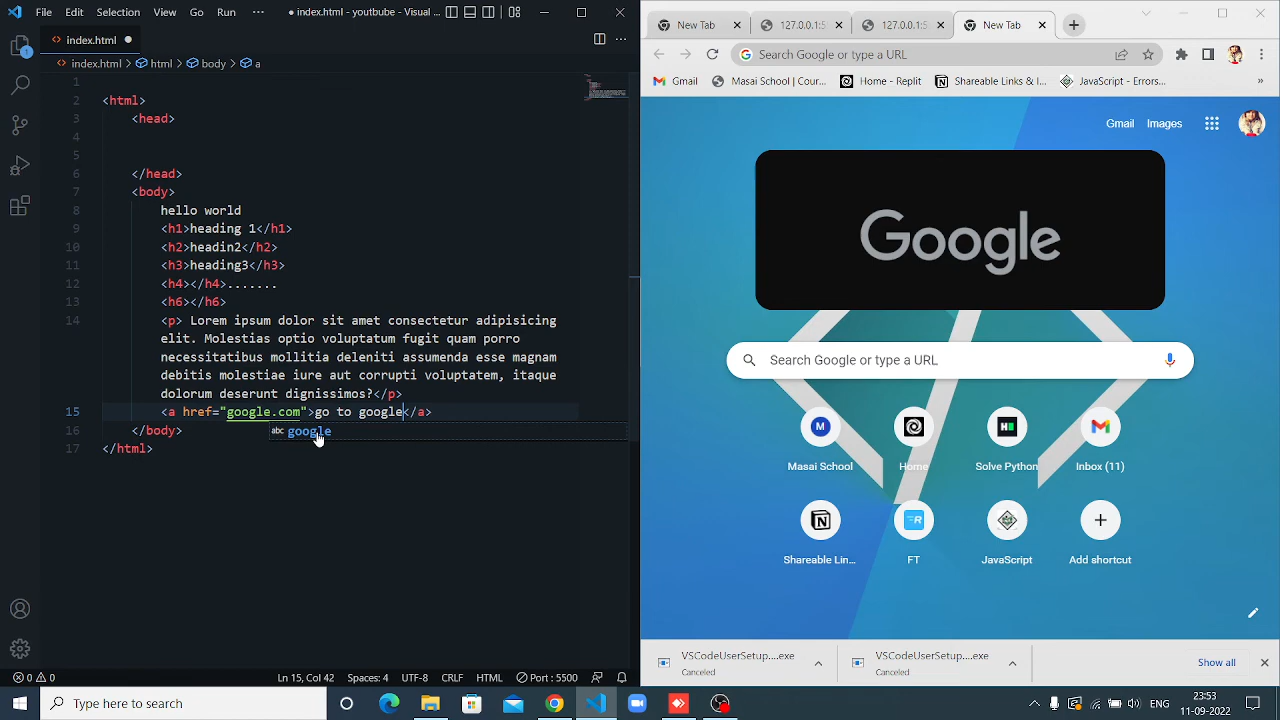 File Edit View Go Run ··· ● index.html - youtbube - Visual ...
index.html ●
index.html > html > body > a
1
2 <html>
3 <head>
4
5
6 </head>
7 <body>
8 hello world
9 <h1>heading 1</h1>
10 <h2>headin2</h2>
11 <h3>heading3</h3>
12 <h4></h4>.......
13 <h6></h6>
14 <p> Lorem ipsum dolor sit amet consectetur adipisicing
elit. Molestias optio voluptatum fugit quam porro
necessitatibus mollitia deleniti assumenda esse magnam
debitis molestiae iure aut corrupti voluptatem, itaque
dolorum deserunt dignissimos?</p>
15 <a href="google.com">go to google</a>
16 </body>
abc google
17 </html>
1
0 0 Ln 15, Col 42 Spaces: 4 UTF-8 CRLF HTML Port : 5500
New Tab 127.0.0.1:5 127.0.0.1:5 New Tab
Search Google or type a URL
Gmail Masai School | Cour... Home - Replit Shareable Links & I... JavaScript - Errors... »
Gmail Images
Google
Search Google or type a URL
M
Masai School Home Solve Python Inbox (11)
Shareable Lin... FT JavaScript Add shortcut
VSCodeUserSetup....exe VSCodeUserSetup....exe Show all
Canceled Canceled
Type here to search
ENG 23:53
11-09-2022